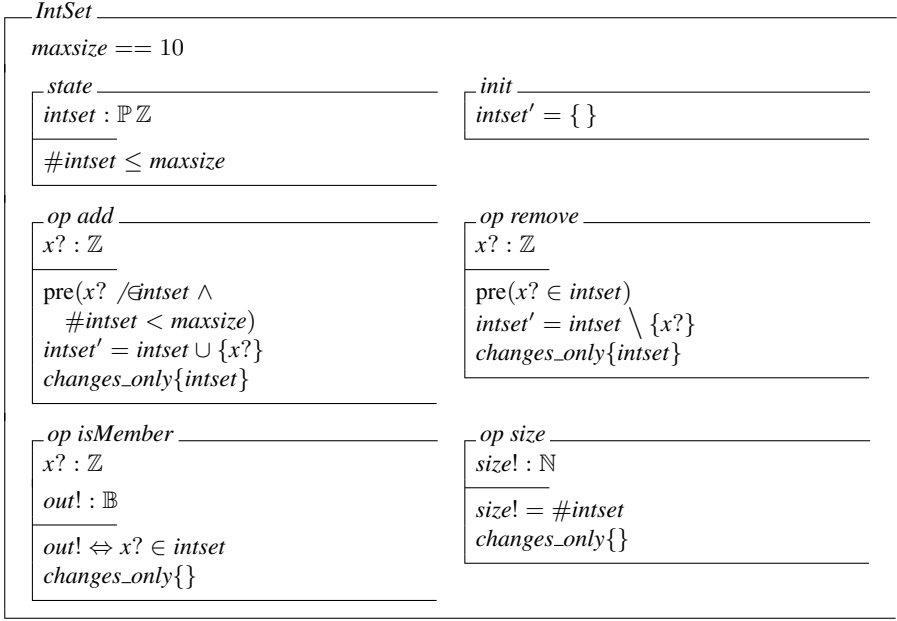 IntSet
maxsize == 10
state
intset : ℙ ℤ
#intset ≤ maxsize
init
intset′ = { }
op add
x? : ℤ
pre(x? ∉ intset ∧
#intset < maxsize)
intset′ = intset ∪ {x?}
changes_only{intset}
op remove
x? : ℤ
pre(x? ∈ intset)
intset′ = intset \ {x?}
changes_only{intset}
op isMember
x? : ℤ
out! : 𝔹
out! ⇔ x? ∈ intset
changes_only{}
op size
size! : ℕ
size! = #intset
changes_only{}